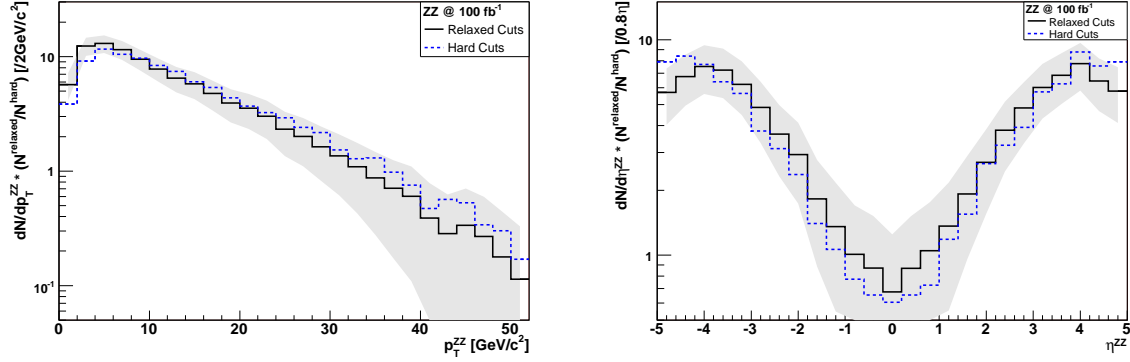 ZZ @ 100 fb⁻¹
Relaxed Cuts
Hard Cuts
dN/dp_T^ZZ * (N^relaxed/N^hard) [/2GeV/c²]
10
1
10⁻¹
0 10 20 30 40 50
p_T^ZZ [GeV/c²]
ZZ @ 100 fb⁻¹
Relaxed Cuts
Hard Cuts
dN/dη^ZZ * (N^relaxed/N^hard) [/0.8η]
10
1
-5 -4 -3 -2 -1 0 1 2 3 4 5
η^ZZ